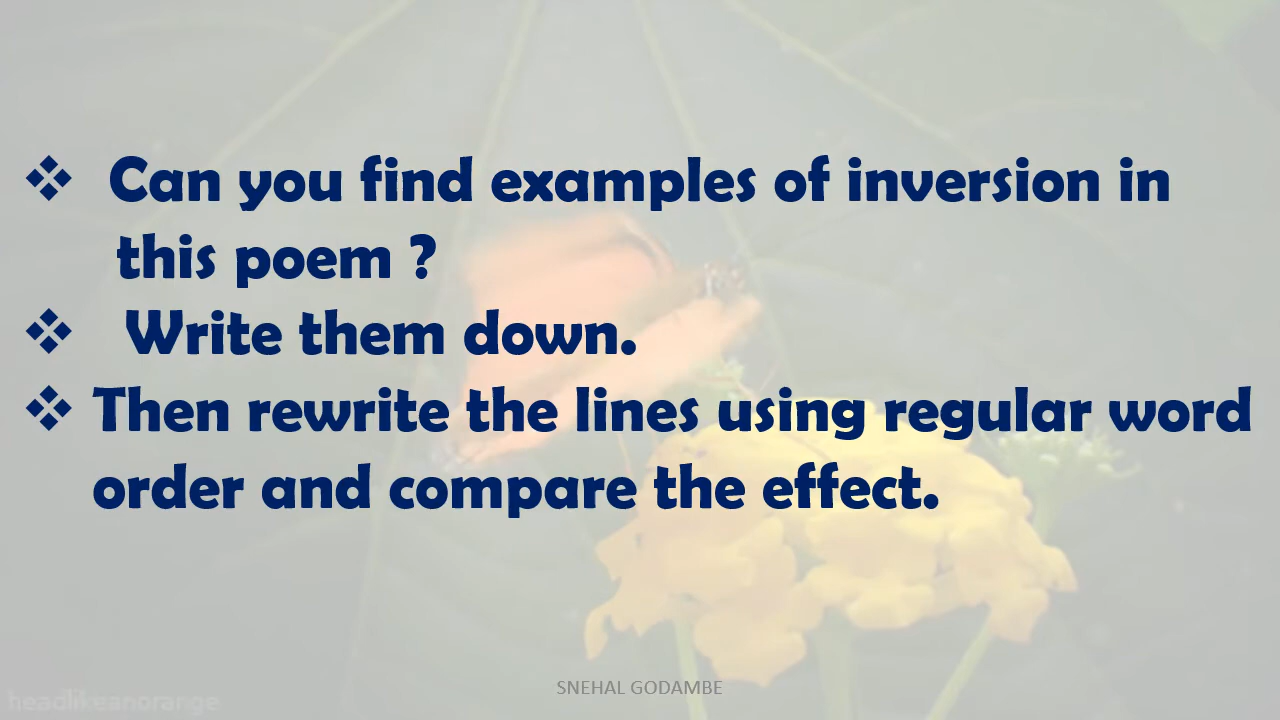 ❖ Can you find examples of inversion in
this poem ?
❖ Write them down.
❖ Then rewrite the lines using regular word
order and compare the effect.
SNEHAL GODAMBE
headlikeanorange